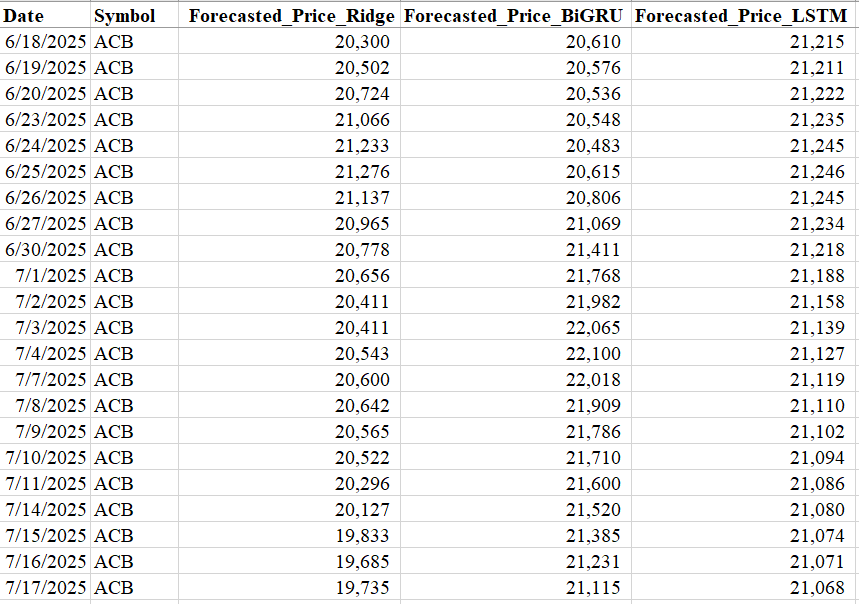 Date Symbol Forecasted_Price_Ridge Forecasted_Price_BiGRU Forecasted_Price_LSTM
6/18/2025 ACB 20,300 20,610 21,215
6/19/2025 ACB 20,502 20,576 21,211
6/20/2025 ACB 20,724 20,536 21,222
6/23/2025 ACB 21,066 20,548 21,235
6/24/2025 ACB 21,233 20,483 21,245
6/25/2025 ACB 21,276 20,615 21,246
6/26/2025 ACB 21,137 20,806 21,245
6/27/2025 ACB 20,965 21,069 21,234
6/30/2025 ACB 20,778 21,411 21,218
7/1/2025 ACB 20,656 21,768 21,188
7/2/2025 ACB 20,411 21,982 21,158
7/3/2025 ACB 20,411 22,065 21,139
7/4/2025 ACB 20,543 22,100 21,127
7/7/2025 ACB 20,600 22,018 21,119
7/8/2025 ACB 20,642 21,909 21,110
7/9/2025 ACB 20,565 21,786 21,102
7/10/2025 ACB 20,522 21,710 21,094
7/11/2025 ACB 20,296 21,600 21,086
7/14/2025 ACB 20,127 21,520 21,080
7/15/2025 ACB 19,833 21,385 21,074
7/16/2025 ACB 19,685 21,231 21,071
7/17/2025 ACB 19,735 21,115 21,068